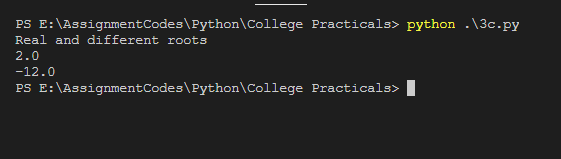 PS E:\AssignmentCodes\Python\College Practicals> python .\3c.py
Real and different roots
2.0
-12.0
PS E:\AssignmentCodes\Python\College Practicals>